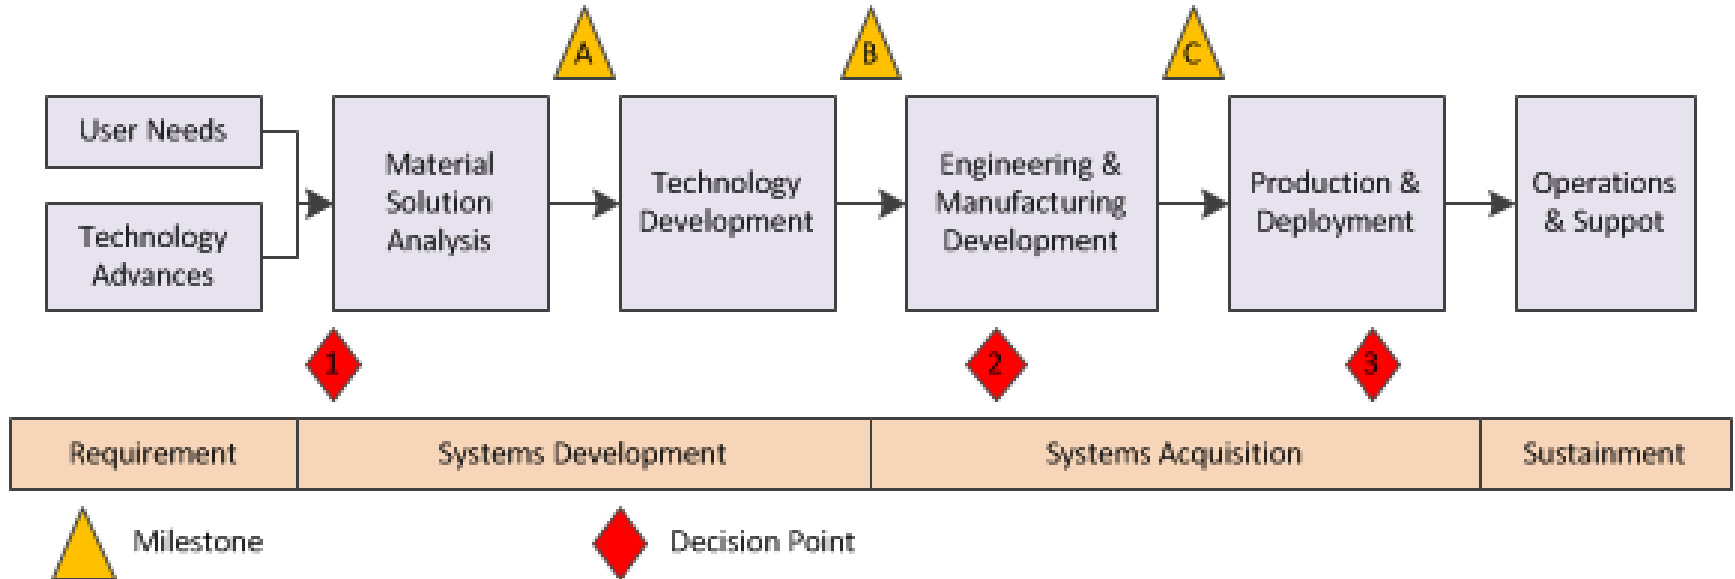 A
B
C
User Needs
Technology
Advances
Material
Solution
Analysis
Technology
Development
Engineering &
Manufacturing
Development
Production &
Deployment
Operations
& Suppot
1
2
3
Requirement
Systems Development
Systems Acquisition
Sustainment
Milestone
Decision Point